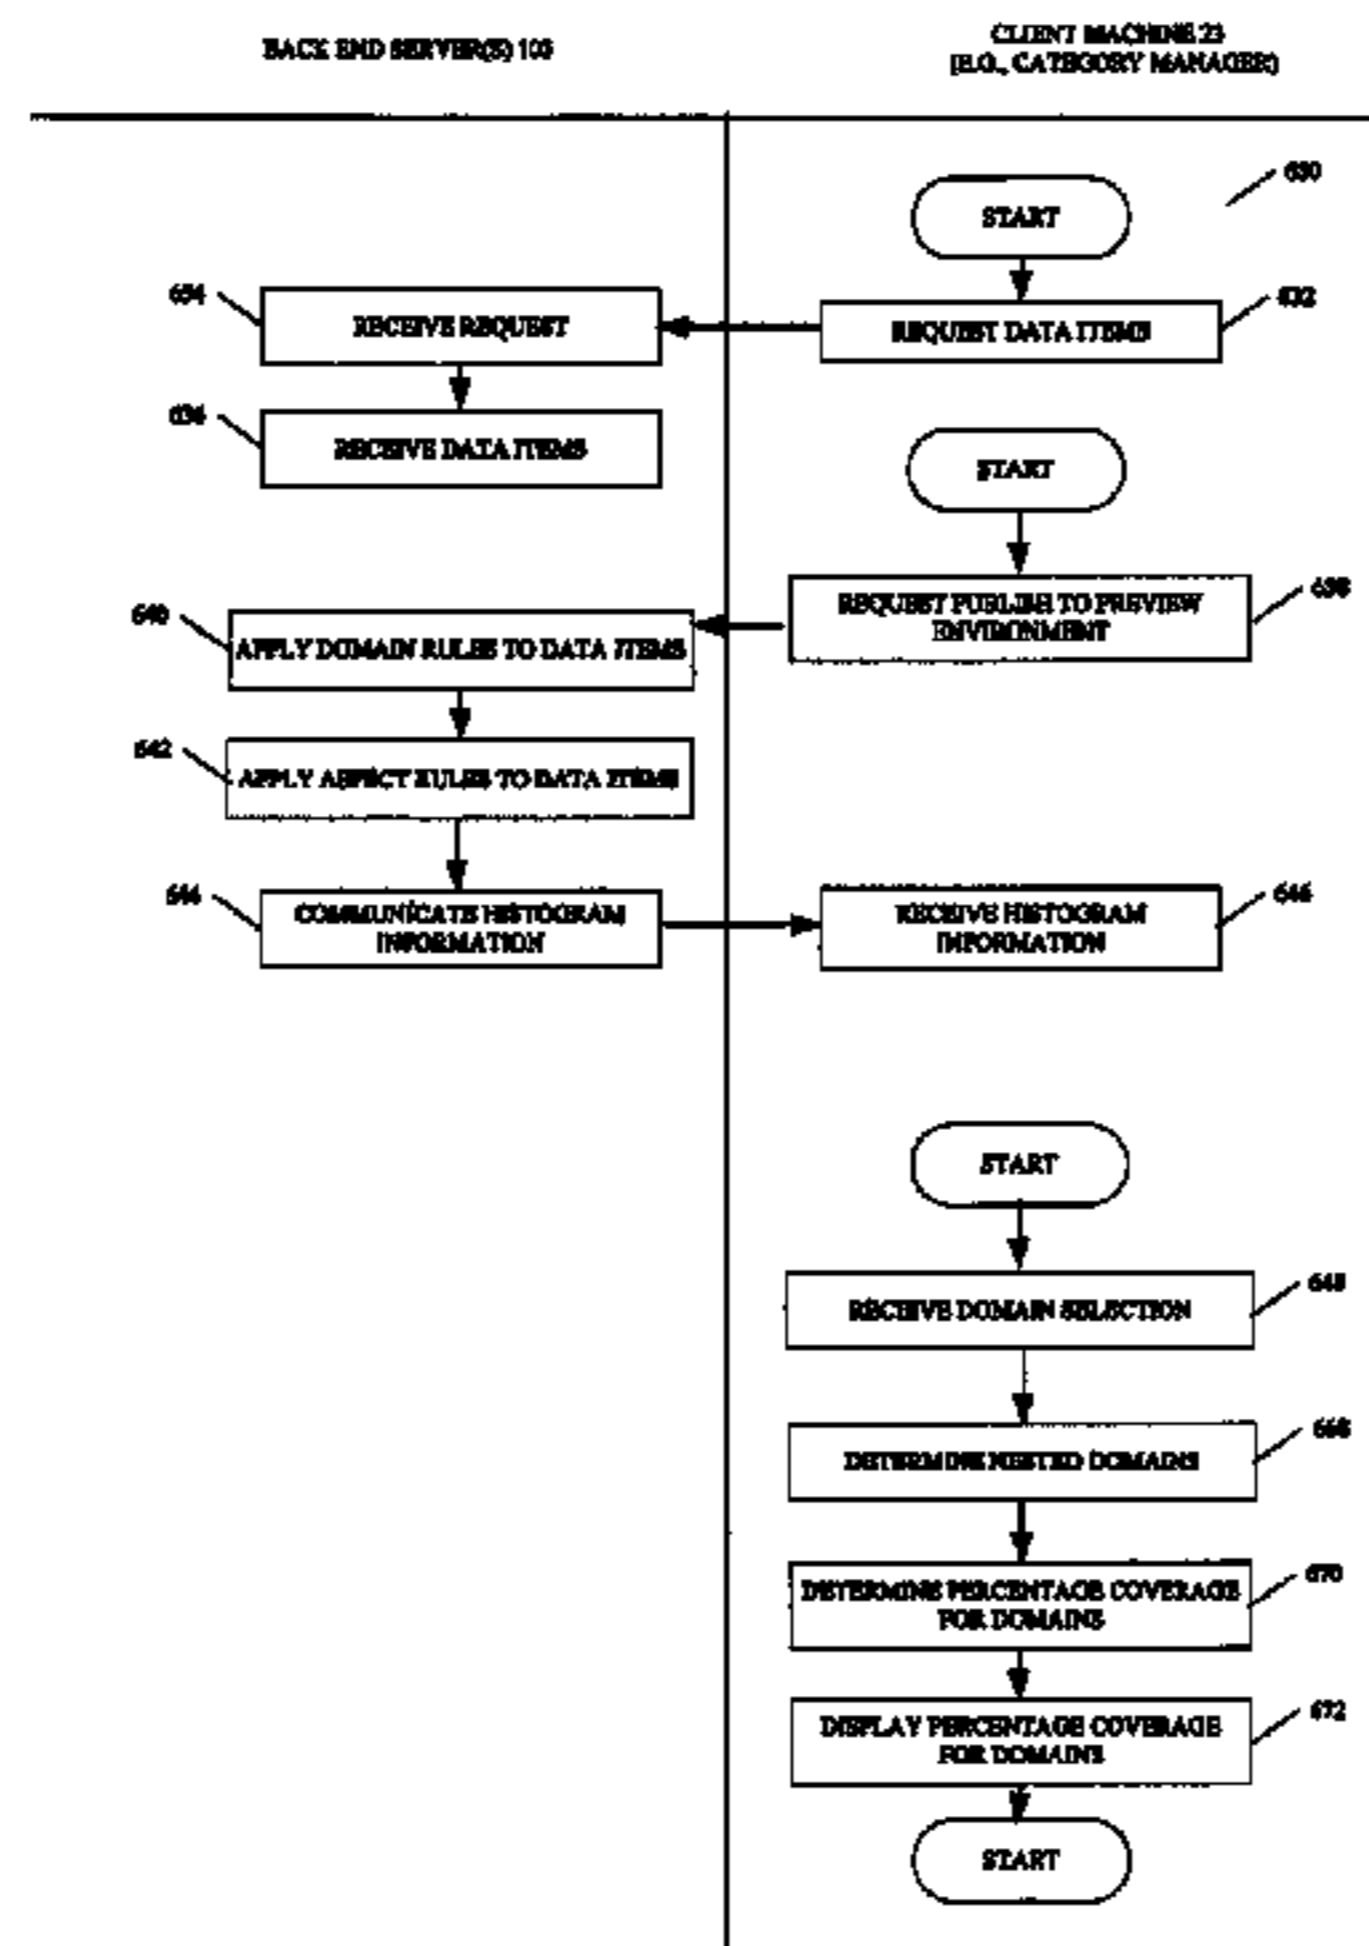 BACK END SERVER(S) 103
CLIENT MACHINE 23
(E.G., CATEGORY MANAGER)
630
START
632
REQUEST DATA ITEMS
634
RECEIVE REQUEST
636
RECEIVE DATA ITEMS
START
638
REQUEST PUBLISH TO PREVIEW
ENVIRONMENT
640
APPLY DOMAIN RULES TO DATA ITEMS
642
APPLY ASPECT RULES TO DATA ITEMS
644
COMMUNICATE HISTOGRAM
INFORMATION
646
RECEIVE HISTOGRAM
INFORMATION
START
648
RECEIVE DOMAIN SELECTION
668
DETERMINE NESTED DOMAINS
670
DETERMINE PERCENTAGE COVERAGE
FOR DOMAINS
672
DISPLAY PERCENTAGE COVERAGE
FOR DOMAINS
START